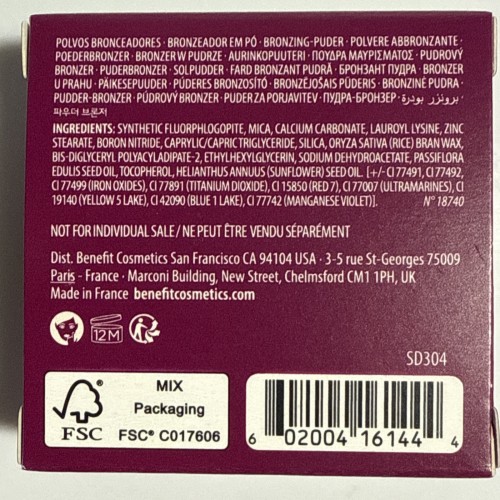 POLVOS BRONCEADORES · BRONZEADOR EM PÓ · BRONZING-PUDER · POLVERE ABBRONZANTE ·
POEDERBRONZER · BRONZER W PUDRZE · AURINKOPUUTERI · ΠΟΥΔΡΑ ΜΑΥΡΙΣΜΑΤΟΣ · PUDROVÝ
BRONZER · PUDERBRONZER · SOLPUDDER · FARD BRONZANT PUDRĂ · БРОНЗАНТ ПУДРА · BRONZER
U PRAHU · PÄIKESEPUUDER · PŪDERIS BRONZOSĪTO · BRONZĒJOŠAIS PŪDERIS · BRONZINĖ PUDRA ·
PUDDER-BRONZER · PÚDROVÝ BRONZER · PUDER ZA PORJAVITEV · ПУДРА-БРОНЗЕР · برونزر بودرة ·
파우더 브론저
INGREDIENTS: SYNTHETIC FLUORPHLOGOPITE, MICA, CALCIUM CARBONATE, LAUROYL LYSINE, ZINC
STEARATE, BORON NITRIDE, CAPRYLIC/CAPRIC TRIGLYCERIDE, SILICA, ORYZA SATIVA (RICE) BRAN WAX,
BIS-DIGLYCERYL POLYACYLADIPATE-2, ETHYLHEXYLGLYCERIN, SODIUM DEHYDROACETATE, PASSIFLORA
EDULIS SEED OIL, TOCOPHEROL, HELIANTHUS ANNUUS (SUNFLOWER) SEED OIL. [+/- CI 77491, CI 77492,
CI 77499 (IRON OXIDES), CI 77891 (TITANIUM DIOXIDE), CI 15850 (RED 7), CI 77007 (ULTRAMARINES), CI
19140 (YELLOW 5 LAKE), CI 42090 (BLUE 1 LAKE), CI 77742 (MANGANESE VIOLET)]. N° 18740
NOT FOR INDIVIDUAL SALE / NE PEUT ÊTRE VENDU SÉPARÉMENT
Dist. Benefit Cosmetics San Francisco CA 94104 USA · 3-5 rue St-Georges 75009
Paris - France · Marconi Building, New Street, Chelmsford CM1 1PH, UK
Made in France benefitcosmetics.com
12M
SD304
MIX
Packaging
FSC FSC® C017606
6 02004 16144 4